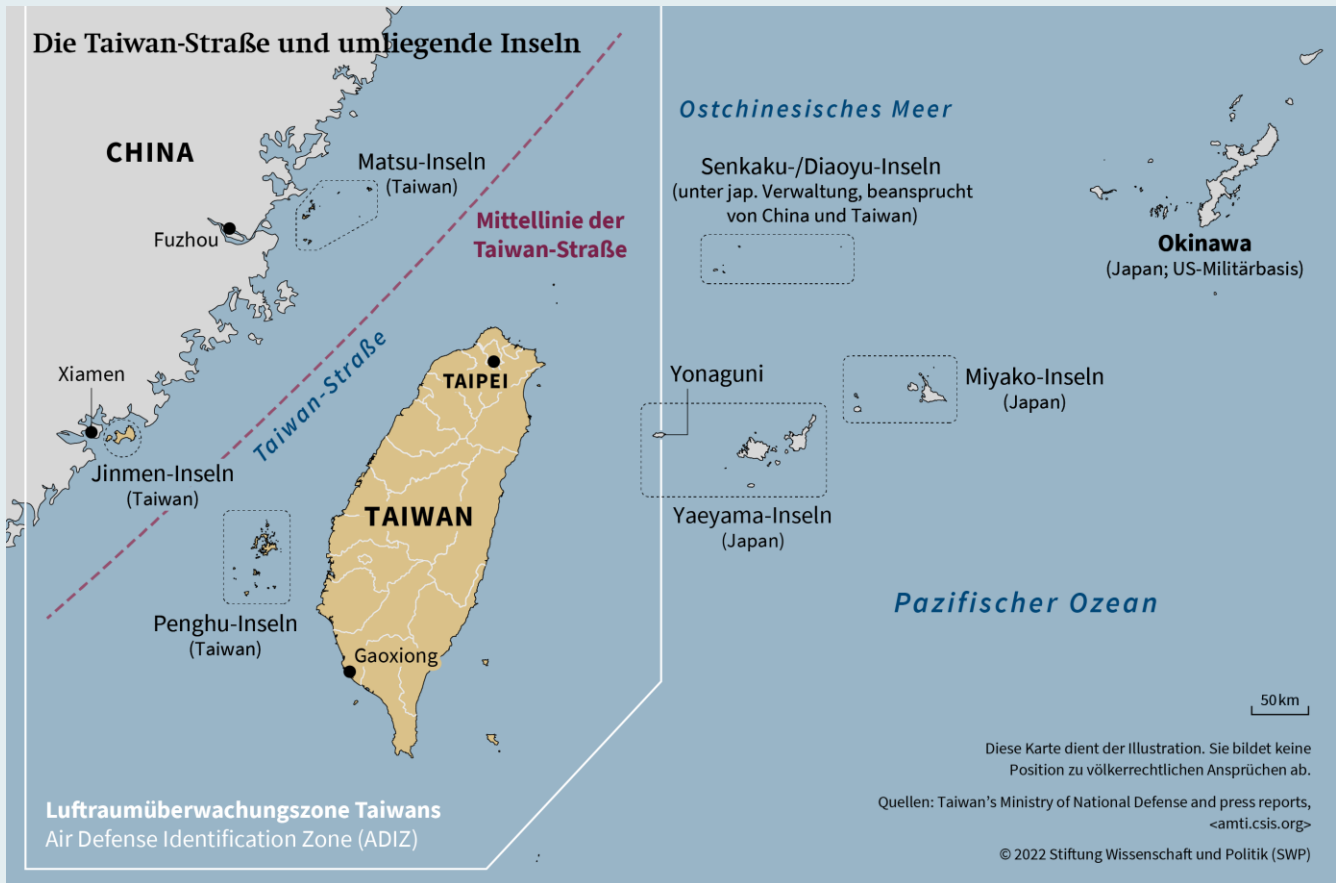 Die Taiwan-Straße und umliegende Inseln
CHINA
Ostchinesisches Meer
Matsu-Inseln
(Taiwan)
Senkaku-/Diaoyu-Inseln
(unter jap. Verwaltung, beansprucht
von China und Taiwan)
Mittellinie der
Taiwan-Straße
Fuzhou
Okinawa
(Japan; US-Militärbasis)
Taiwan-Straße
Xiamen
TAIPEI
Yonaguni
Miyako-Inseln
(Japan)
Jinmen-Inseln
(Taiwan)
TAIWAN
Yaeyama-Inseln
(Japan)
Pazifischer Ozean
Penghu-Inseln
(Taiwan)
Gaoxiong
50 km
Diese Karte dient der Illustration. Sie bildet keine
Position zu völkerrechtlichen Ansprüchen ab.
Luftraumüberwachungszone Taiwans
Air Defense Identification Zone (ADIZ)
Quellen: Taiwan's Ministry of National Defense and press reports,
<amti.csis.org>
© 2022 Stiftung Wissenschaft und Politik (SWP)